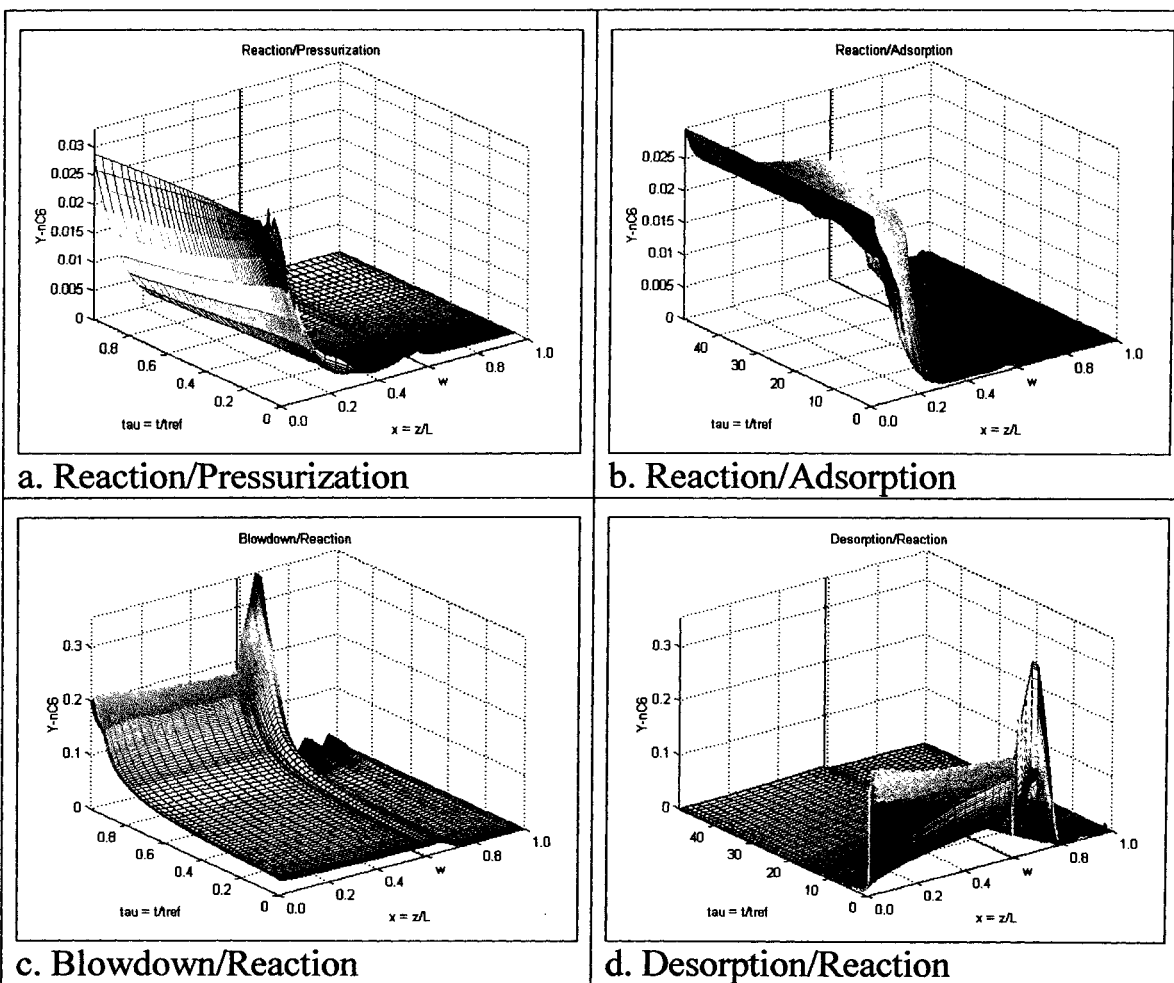 Reaction/Pressurization
0.03
0.025
0.02
0.015
0.01
0.005
0
Y-nC6
0.8
0.6
0.4
0.2
0
tau = t/tref
0.0
0.2
0.4
w
0.8
1.0
x = z/L
a. Reaction/Pressurization
Reaction/Adsorption
0.025
0.02
0.015
0.01
0.005
0
Y-nC6
40
30
20
10
0
tau = t/tref
0.0
0.2
0.4
w
0.8
1.0
x = z/L
b. Reaction/Adsorption
Blowdown/Reaction
0.3
0.2
0.1
0
Y-nC6
0.8
0.6
0.4
0.2
0
tau = t/tref
0.0
0.2
0.4
w
0.8
1.0
x = z/L
c. Blowdown/Reaction
Desorption/Reaction
0.3
0.2
0.1
0
Y-nC6
40
30
20
10
0
tau = t/tref
0.0
0.2
0.4
w
0.8
1.0
x = z/L
d. Desorption/Reaction